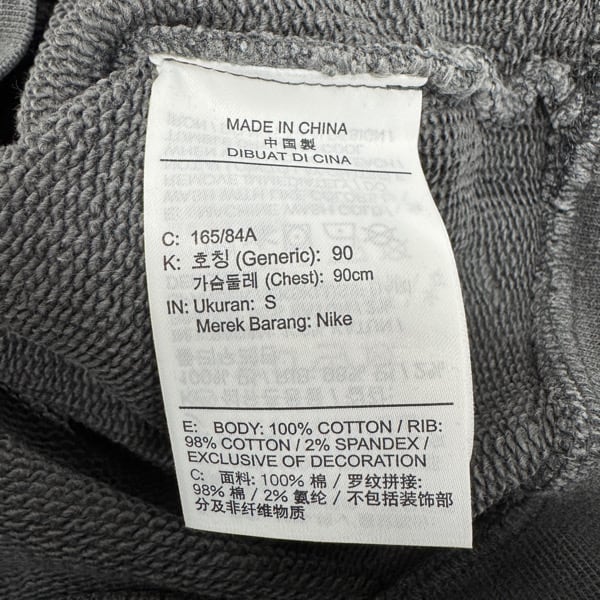 MADE IN CHINA
中国製
DIBUAT DI CINA
C: 165/84A
K: 호칭 (Generic): 90
가슴둘레 (Chest): 90cm
IN: Ukuran: S
Merek Barang: Nike
E: BODY: 100% COTTON / RIB:
98% COTTON / 2% SPANDEX /
EXCLUSIVE OF DECORATION
C: 面料: 100% 棉 / 罗纹拼接:
98% 棉 / 2% 氨纶 / 不包括装饰部
分及非纤维物质